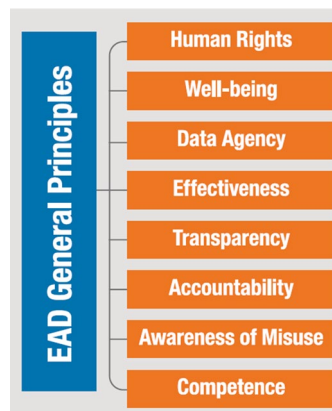 EAD General Principles
Human Rights
Well-being
Data Agency
Effectiveness
Transparency
Accountability
Awareness of Misuse
Competence